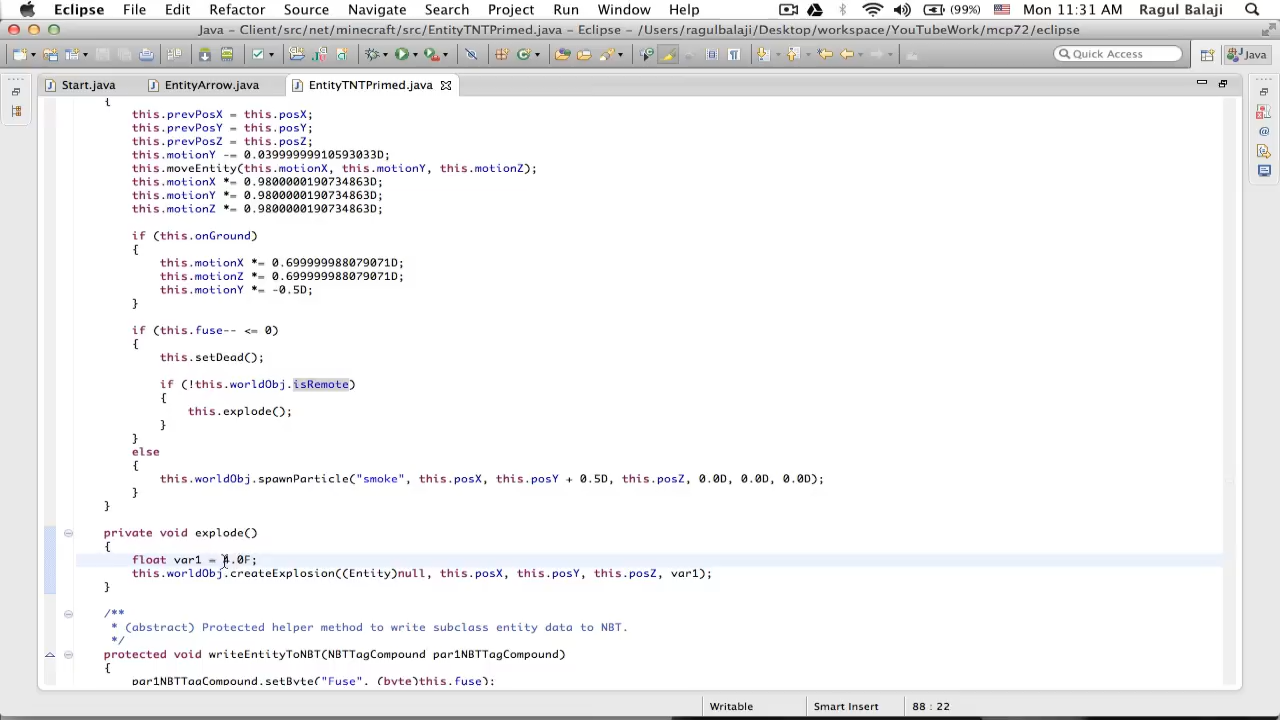 Eclipse File Edit Refactor Source Navigate Search Project Run Window Help (99%) Mon 11:31 AM Ragul Balaji
Java - Client/src/net/minecraft/src/EntityTNTPrimed.java - Eclipse - /Users/ragulbalaji/Desktop/workspace/YouTubeWork/mcp72/eclipse
Quick Access Java
Start.java EntityArrow.java EntityTNTPrimed.java
{
this.prevPosX = this.posX;
this.prevPosY = this.posY;
this.prevPosZ = this.posZ;
this.motionY -= 0.03999999910593033D;
this.moveEntity(this.motionX, this.motionY, this.motionZ);
this.motionX *= 0.9800000190734863D;
this.motionY *= 0.9800000190734863D;
this.motionZ *= 0.9800000190734863D;
if (this.onGround)
{
this.motionX *= 0.699999988079071D;
this.motionZ *= 0.699999988079071D;
this.motionY *= -0.5D;
}
if (this.fuse-- <= 0)
{
this.setDead();
if (!this.worldObj.isRemote)
{
this.explode();
}
}
else
{
this.worldObj.spawnParticle("smoke", this.posX, this.posY + 0.5D, this.posZ, 0.0D, 0.0D, 0.0D);
}
}
private void explode()
{
float var1 = 4.0F;
this.worldObj.createExplosion((Entity)null, this.posX, this.posY, this.posZ, var1);
}
/**
* (abstract) Protected helper method to write subclass entity data to NBT.
*/
protected void writeEntityToNBT(NBTTagCompound par1NBTTagCompound)
{
par1NBTTagCompound.setByte("Fuse", (byte)this.fuse);
Writable Smart Insert 88 : 22